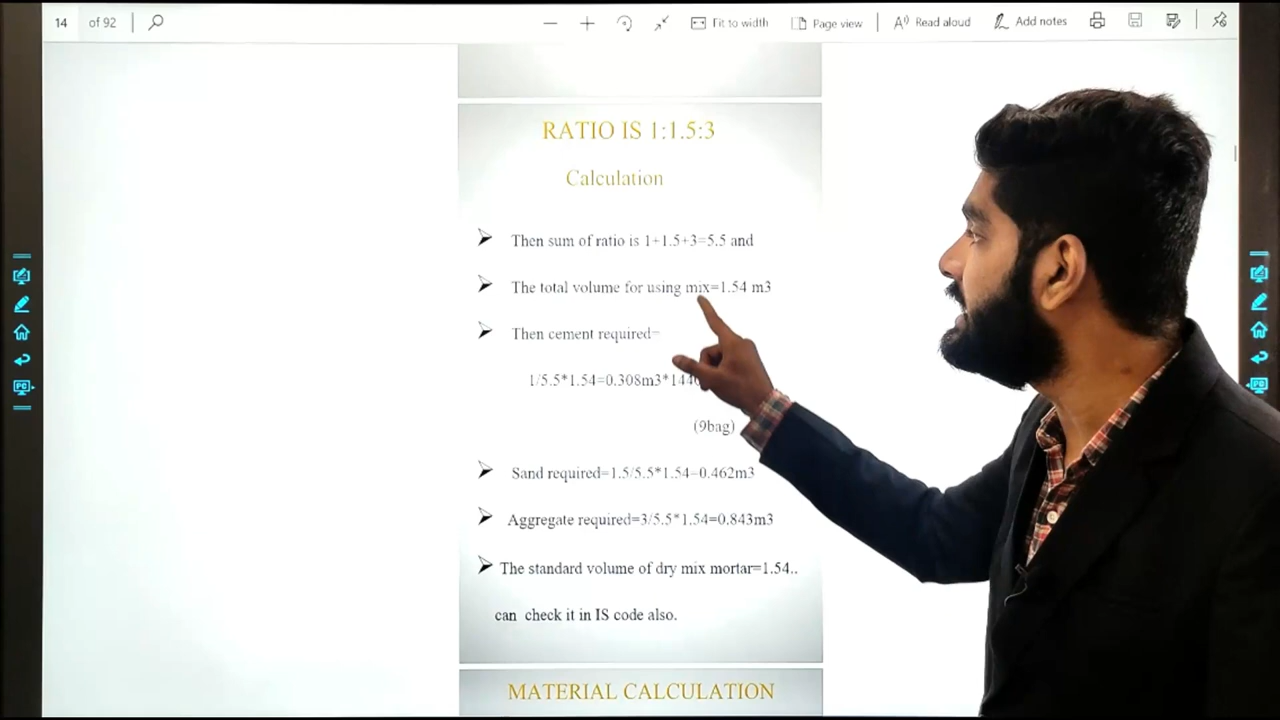 14 of 92 Fit to width Page view Read aloud Add notes
RATIO IS 1:1.5:3
Calculation
Then sum of ratio is 1+1.5+3=5.5 and
The total volume for using mix=1.54 m3
Then cement required=
1/5.5*1.54=0.308m3*144
(9bag)
Sand required=1.5/5.5*1.54=0.462m3
Aggregate required=3/5.5*1.54=0.843m3
The standard volume of dry mix mortar=1.54..
can check it in IS code also.
MATERIAL CALCULATION